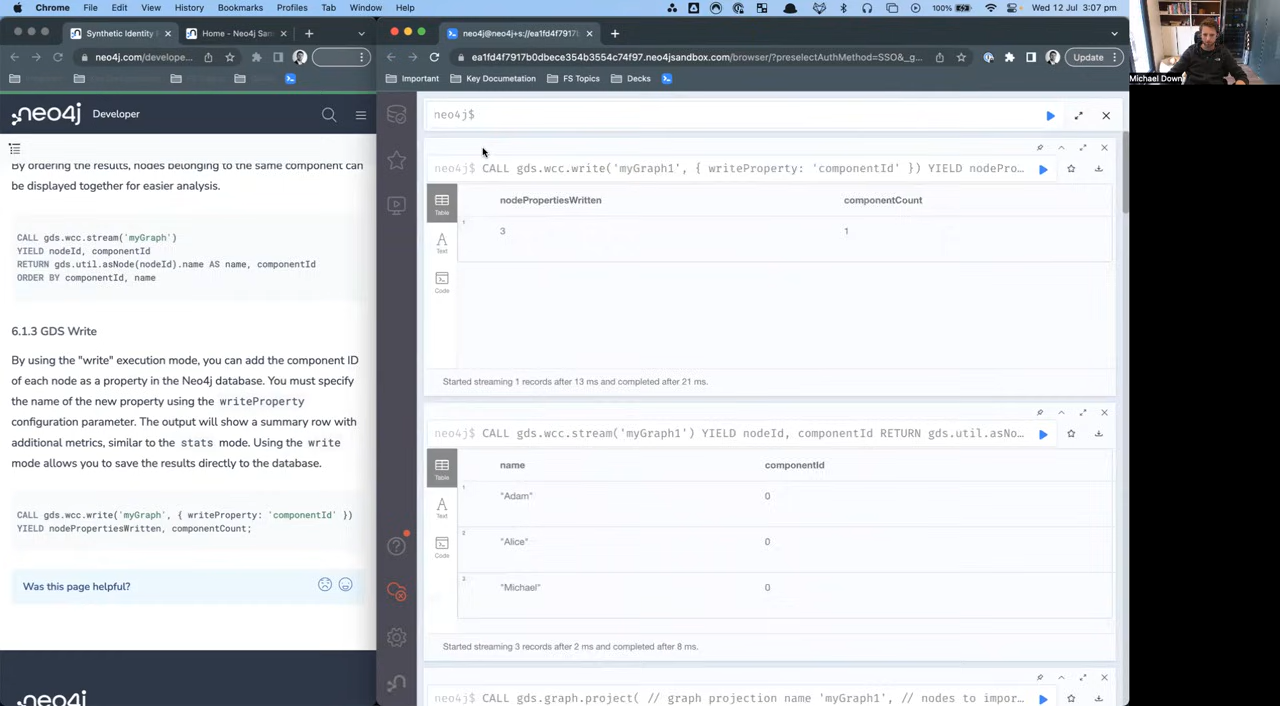 Chrome File Edit View History Bookmarks Profiles Tab Window Help 100% Wed 12 Jul 3:07 pm
Synthetic Identity
Home - Neo4j San
neo4j@neo4j+s://ea1fd4f7917
neo4j.com/develope...
ea1fd4f7917b0dbece354b3554c74f97.neo4jsandbox.com/browser/?preselectAuthMethod=SSO&_g...
Update
Important Key Documetation FS Topics Decks
Michael Down
neo4j Developer
By ordering the results, nodes belonging to the same component can
be displayed together for easier analysis.
CALL gds.wcc.stream('myGraph')
YIELD nodeId, componentId
RETURN gds.util.asNode(nodeId).name AS name, componentId
ORDER BY componentId, name
6.1.3 GDS Write
By using the "write" execution mode, you can add the component ID
of each node as a property in the Neo4j database. You must specify
the name of the new property using the writeProperty
configuration parameter. The output will show a summary row with
additional metrics, similar to the stats mode. Using the write
mode allows you to save the results directly to the database.
CALL gds.wcc.write('myGraph', { writeProperty: 'componentId' })
YIELD nodePropertiesWritten, componentCount;
Was this page helpful?
neo4j
neo4j$
neo4j$ CALL gds.wcc.write('myGraph1', { writeProperty: 'componentId' }) YIELD nodePro...
Table
Text
Code
nodePropertiesWritten componentCount
1
3 1
Started streaming 1 records after 13 ms and completed after 21 ms.
neo4j$ CALL gds.wcc.stream('myGraph1') YIELD nodeId, componentId RETURN gds.util.asNo...
Table
Text
Code
name componentId
1
"Adam" 0
2
"Alice" 0
3
"Michael" 0
Started streaming 3 records after 2 ms and completed after 8 ms.
neo4j$ CALL gds.graph.project( // graph projection name 'myGraph1', // nodes to impor...